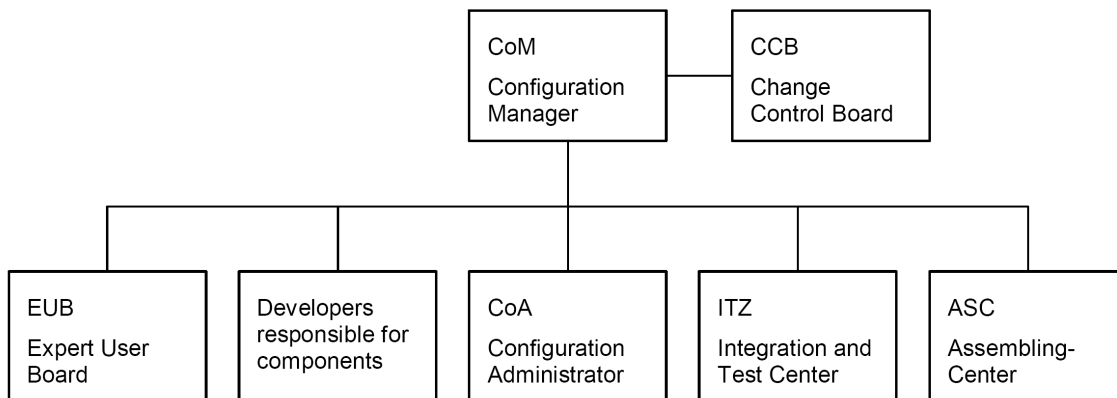 CoM
Configuration
Manager
CCB
Change
Control Board
EUB
Expert User
Board
Developers
responsible for
components
CoA
Configuration
Administrator
ITZ
Integration and
Test Center
ASC
Assembling-
Center